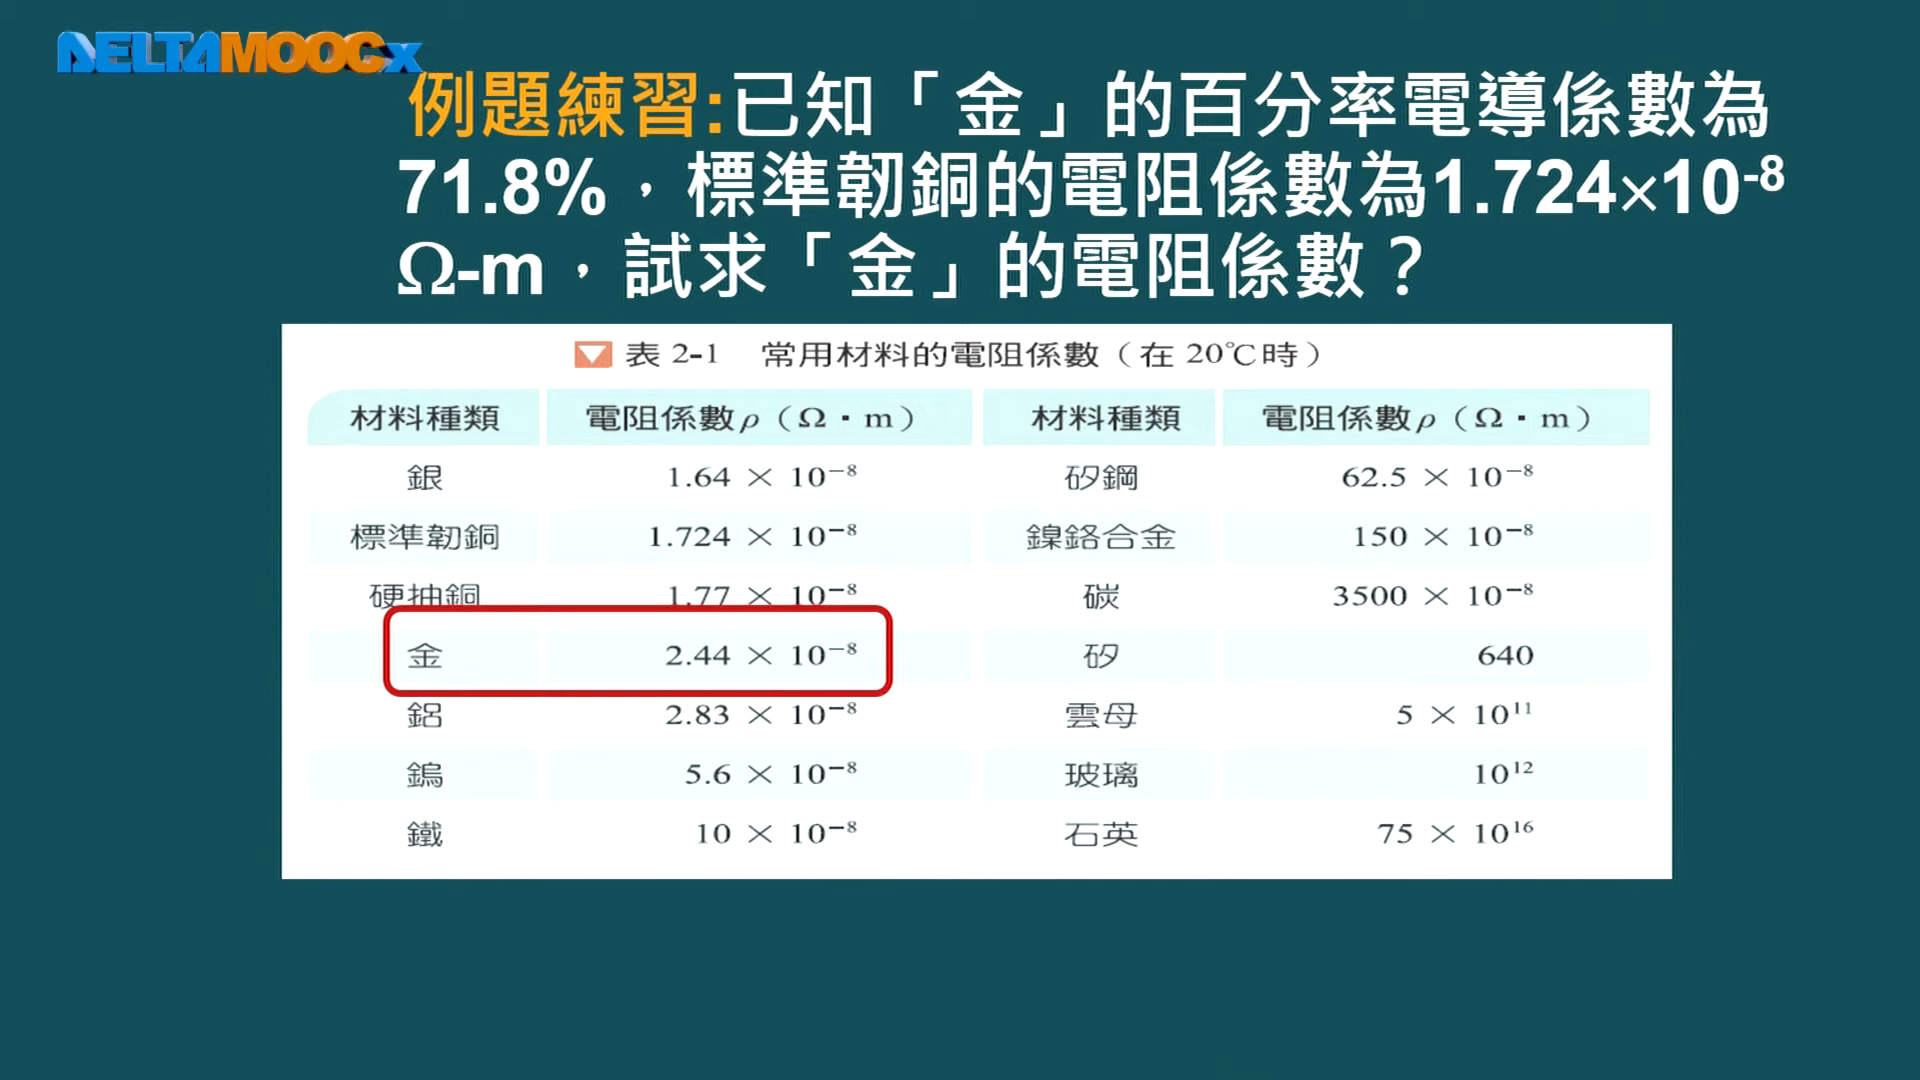 DELTAMOOCx
例題練習:已知「金」的百分率電導係數為
71.8%，標準韌銅的電阻係數為1.724×10⁻⁸
Ω-m，試求「金」的電阻係數？
表 2-1 常用材料的電阻係數（在 20℃時）
材料種類 電阻係數ρ（Ω・m） 材料種類 電阻係數ρ（Ω・m）
銀 1.64 × 10⁻⁸ 矽鋼 62.5 × 10⁻⁸
標準韌銅 1.724 × 10⁻⁸ 鎳鉻合金 150 × 10⁻⁸
硬抽銅 1.77 × 10⁻⁸ 碳 3500 × 10⁻⁸
金 2.44 × 10⁻⁸ 矽 640
鋁 2.83 × 10⁻⁸ 雲母 5 × 10¹¹
鎢 5.6 × 10⁻⁸ 玻璃 10¹²
鐵 10 × 10⁻⁸ 石英 75 × 10¹⁶